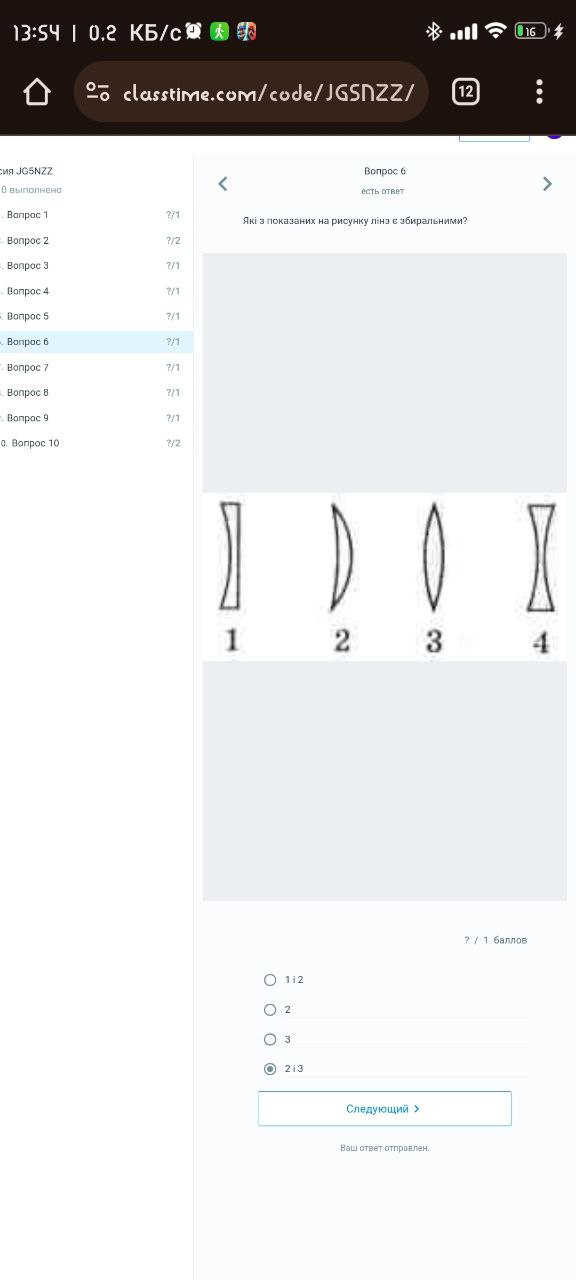 13:54 | 0.2 КБ/с
16
classtime.com/code/JG5NZZ/
12
сия JG5NZZ
0 выполнено
Вопрос 6
есть ответ
. Вопрос 1 ?/1
Вопрос 2 ?/2
. Вопрос 3 ?/1
. Вопрос 4 ?/1
. Вопрос 5 ?/1
. Вопрос 6 ?/1
. Вопрос 7 ?/1
. Вопрос 8 ?/1
. Вопрос 9 ?/1
0. Вопрос 10 ?/2
Які з показаних на рисунку лінз є збиральними?
1 2 3 4
? / 1 баллов
1 і 2
2
3
2 і 3
Следующий
Ваш ответ отправлен.